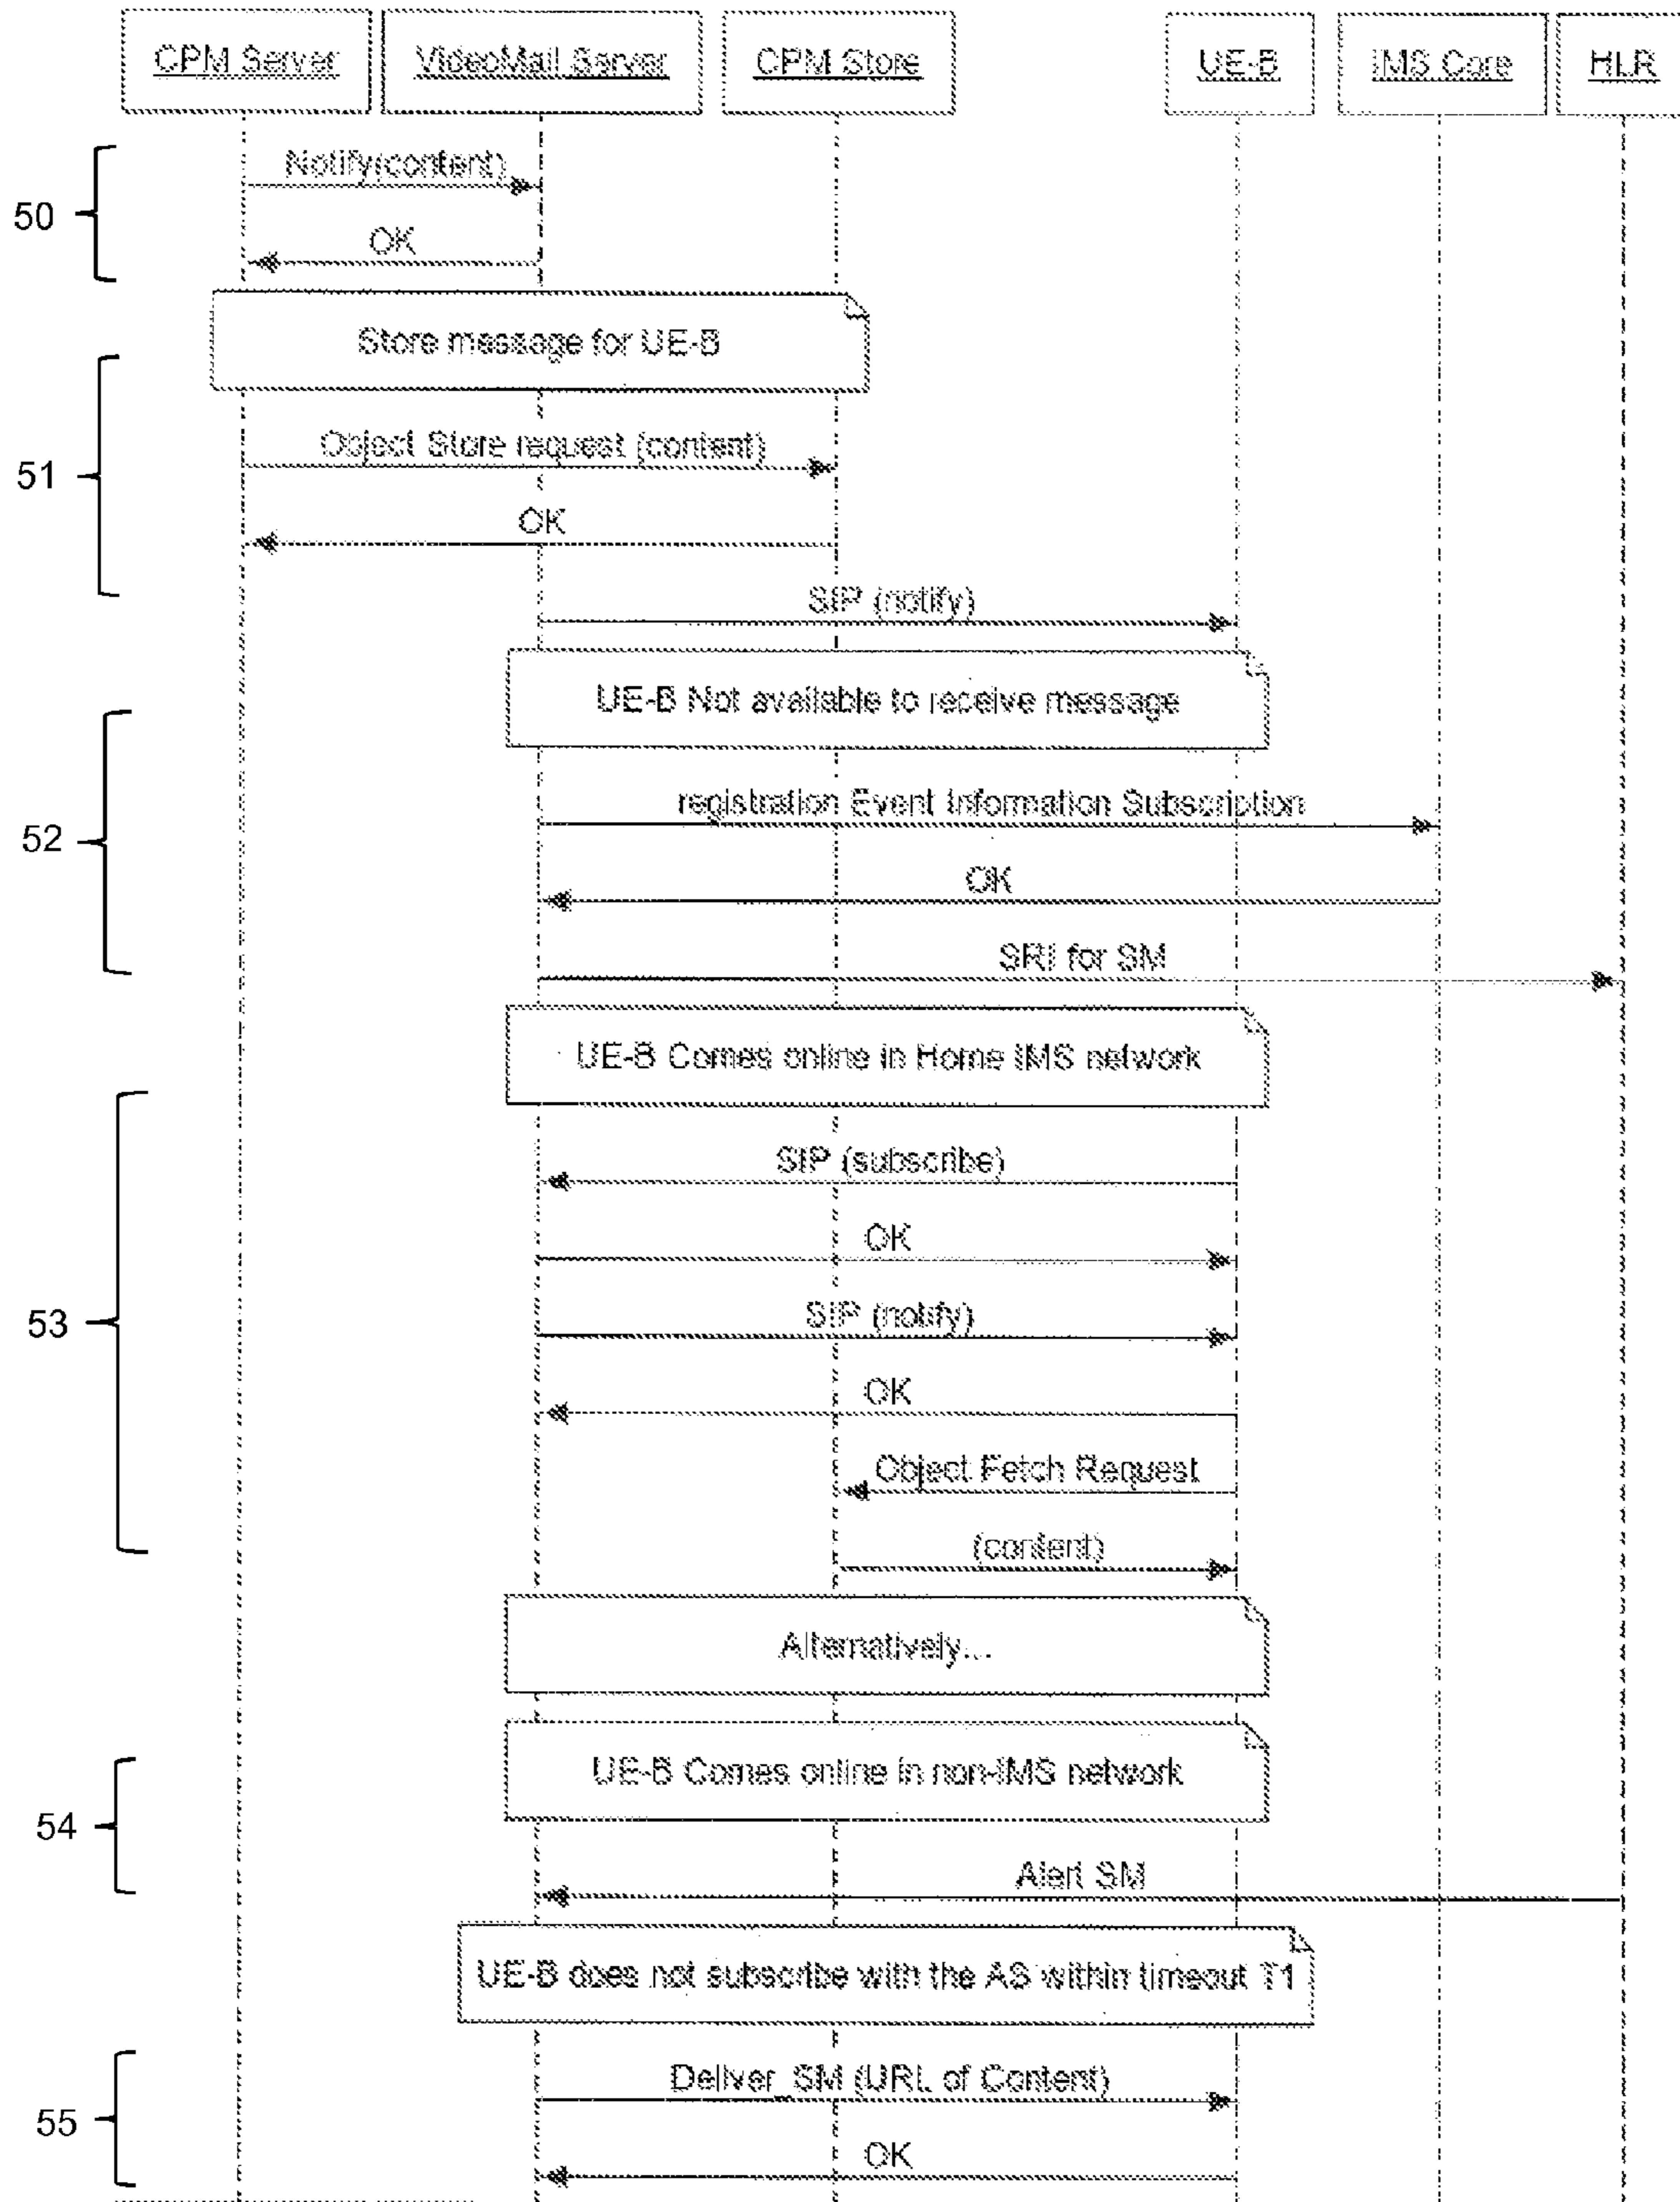 CPM Server VideoMail Server CPM Store UE-B IMS Core HLR
Notify(content)
50
OK
Store message for UE-B
Object Store request (content)
51
OK
SIP (notify)
UE-B Not available to receive message
registration Event Information Subscription
52
OK
SRI for SM
UE-B Comes online in Home IMS network
SIP (subscribe)
OK
SIP (notify)
53
OK
Object Fetch Request
(content)
Alternatively...
UE-B Comes online in non-IMS network
54
Alert SM
UE-B does not subscribe with the AS within timeout T1
Deliver_SM (URL of Content)
55
OK